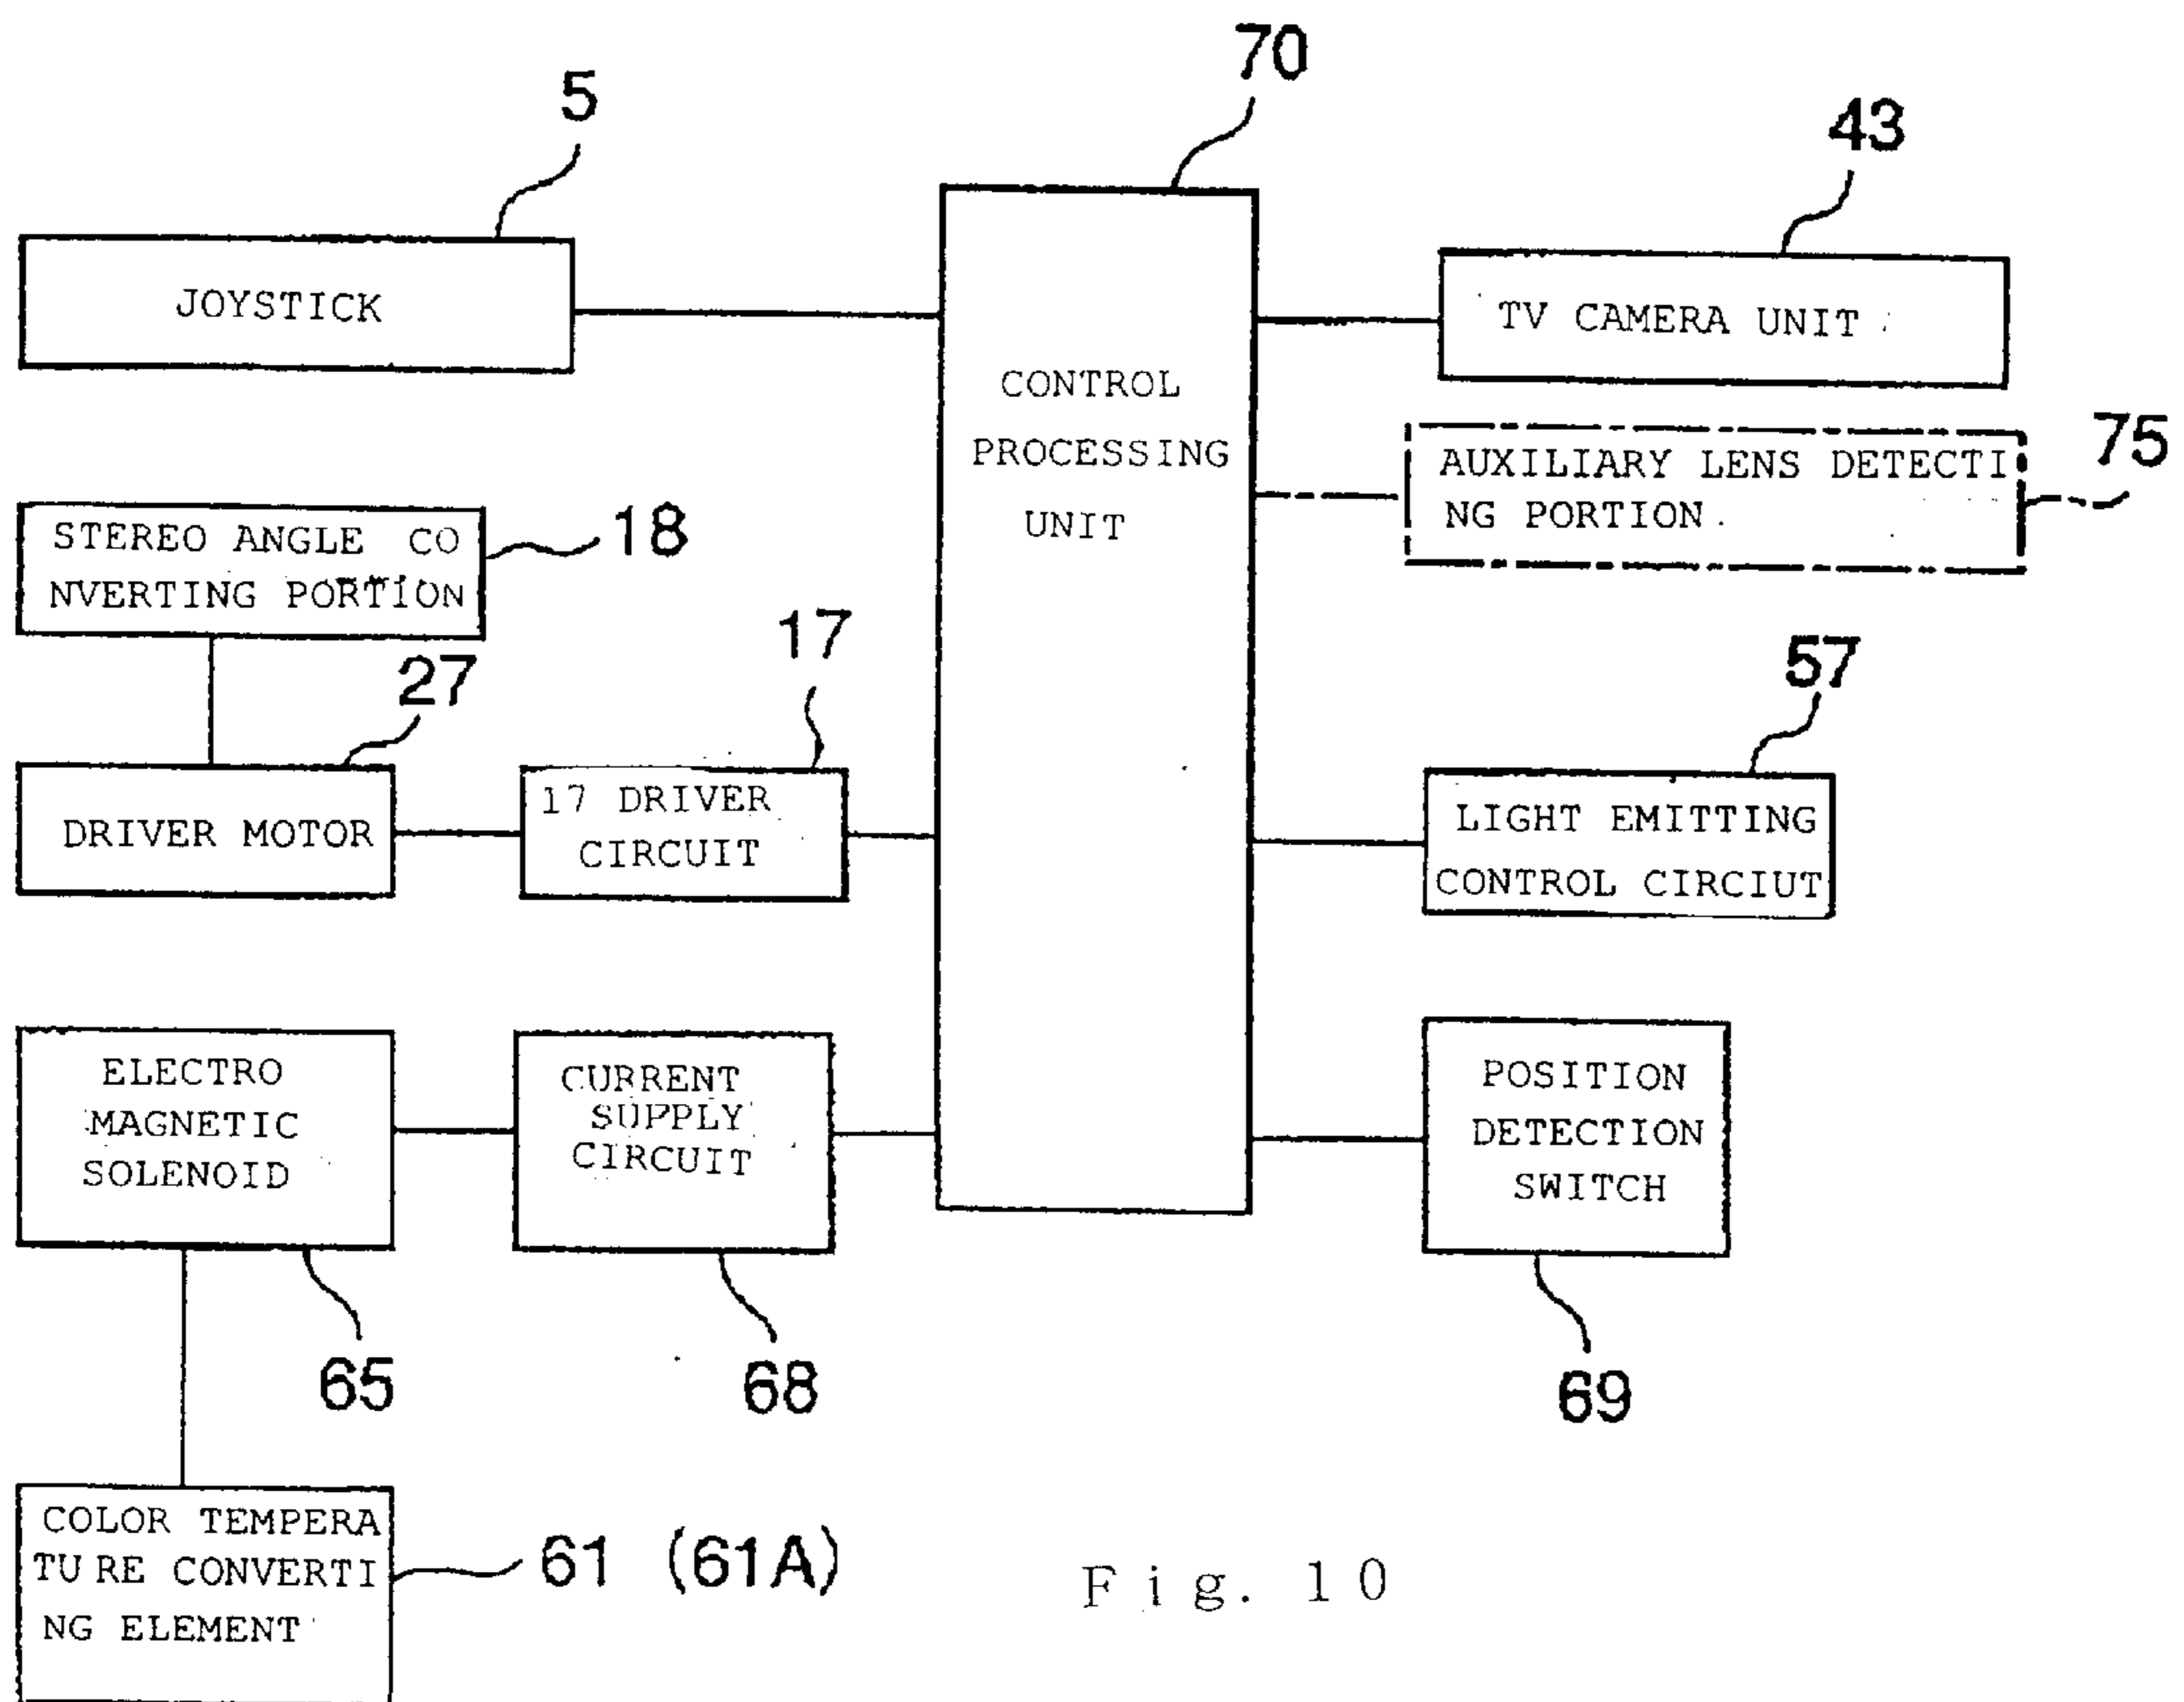 70
5
43
JOYSTICK
TV CAMERA UNIT
CONTROL
PROCESSING
UNIT
75
AUXILIARY LENS DETECTI
NG PORTION
STEREO ANGLE CO
NVERTING PORTION
18
27
17
57
DRIVER MOTOR
17 DRIVER
CIRCUIT
LIGHT EMITTING
CONTROL CIRCIUT
ELECTRO
MAGNETIC
SOLENOID
CURRENT
SUPPLY
CIRCUIT
POSITION
DETECTION
SWITCH
65
68
69
COLOR TEMPERA
TURE CONVERTI
NG ELEMENT
61 (61A)
Fig. 10